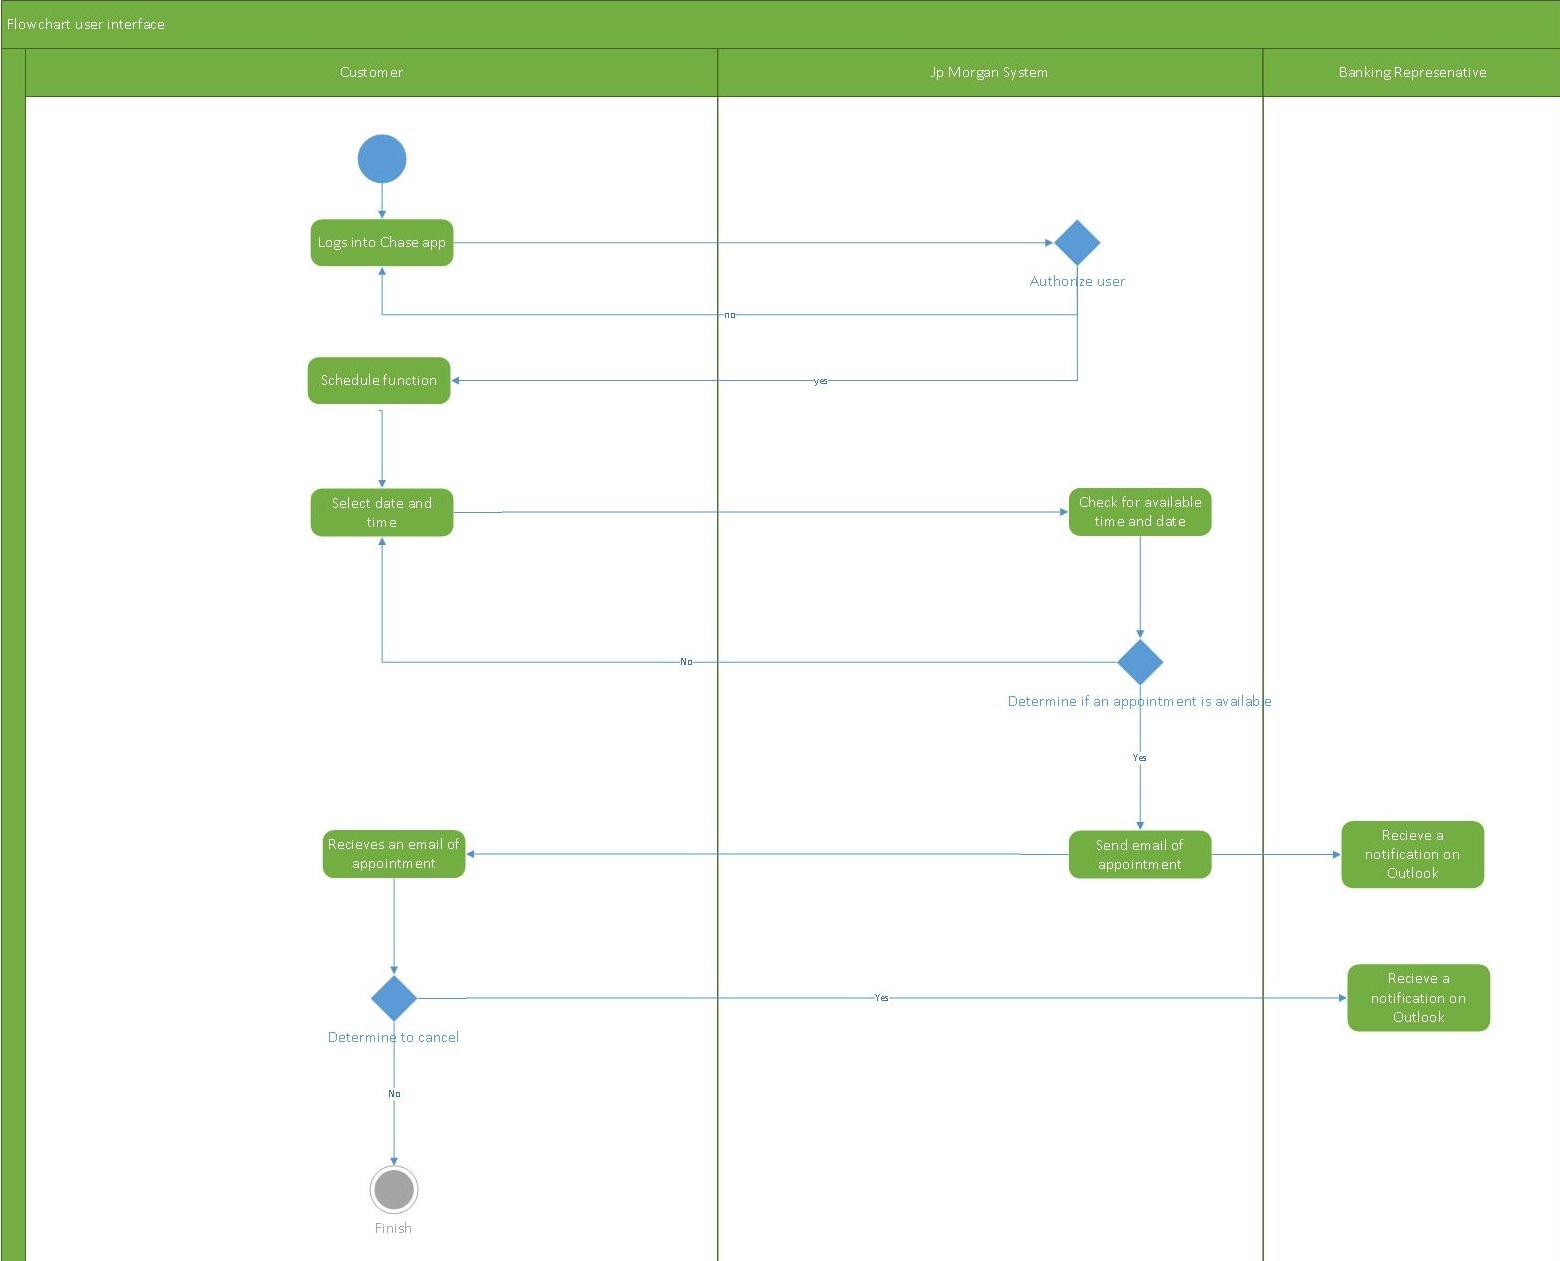 Flowchart user interface
Customer
Jp Morgan System
Banking Represenative
Logs into Chase app
Authorize user
no
Schedule function
yes
Select date and
time
Check for available
time and date
No
Determine if an appointment is available
Yes
Recieves an email of
appointment
Send email of
appointment
Recieve a
notification on
Outlook
Yes
Recieve a
notification on
Outlook
Determine to cancel
No
Finish